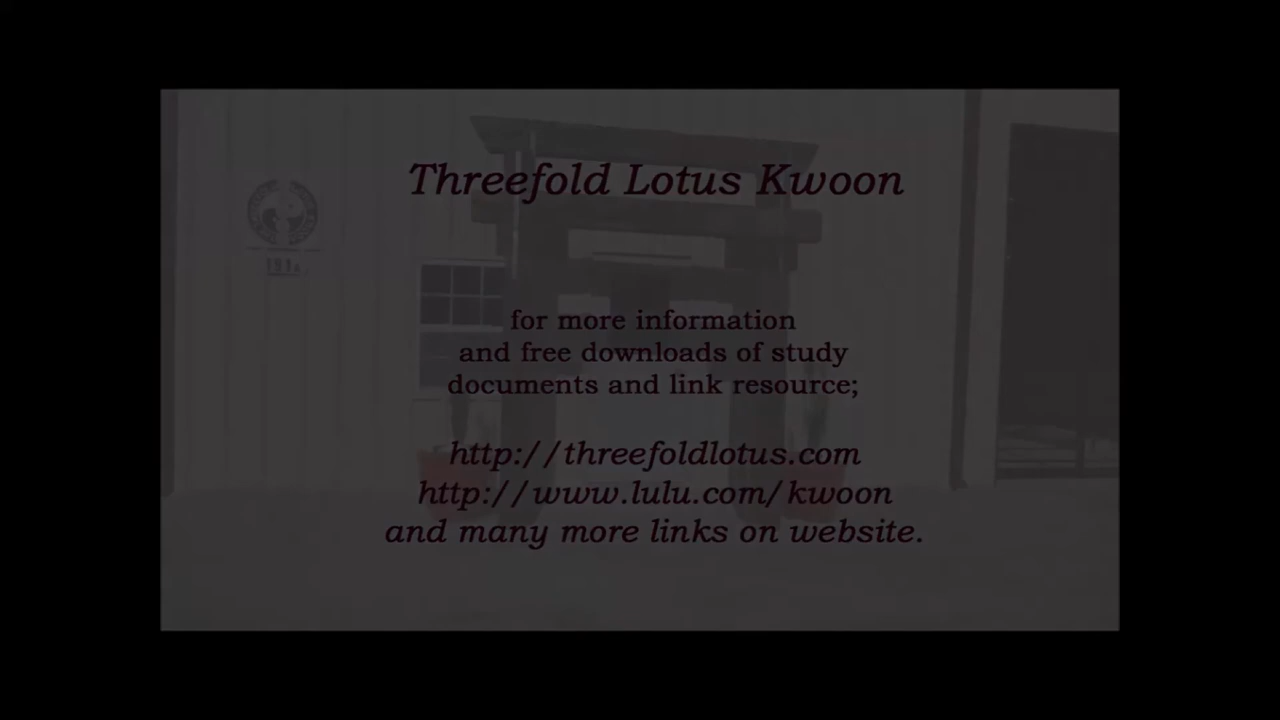 Threefold Lotus Kwoon
for more information
and free downloads of study
documents and link resource;
http://threefoldlotus.com
http://www.lulu.com/kwoon
and many more links on website.